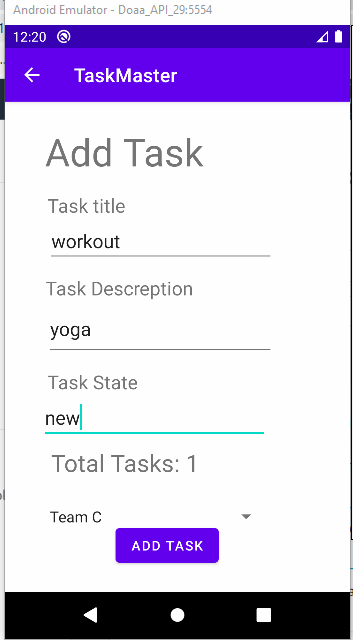 Android Emulator - Doaa_API_29:5554
12:20
TaskMaster
Add Task
Task title
workout
Task Descreption
yoga
Task State
new
Total Tasks: 1
Team C
ADD TASK